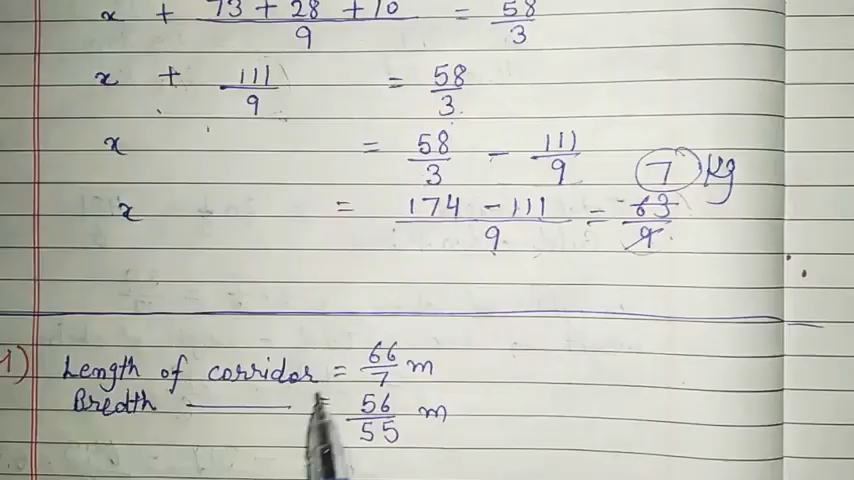 x + 73 + 28 + 10 / 9 = 58/3
x + 111/9 = 58/3
x = 58/3 - 111/9
7 Kg
x = 174 - 111 / 9 = 63/9
1) Length of corridor = 66/7 m
Bredth ——— = 56/55 m